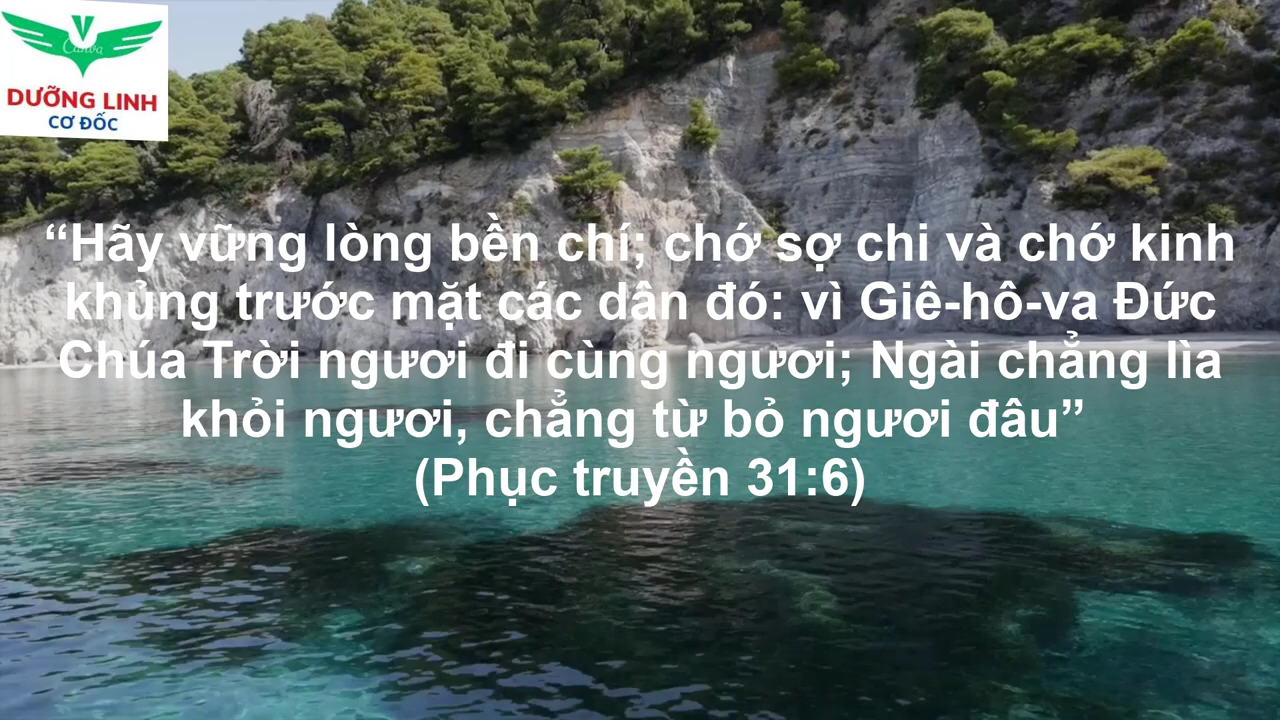 V
Canva
DƯỠNG LINH
CƠ ĐỐC
“Hãy vững lòng bền chí; chớ sợ chi và chớ kinh
khủng trước mặt các dân đó: vì Giê-hô-va Đức
Chúa Trời ngươi đi cùng ngươi; Ngài chẳng lìa
khỏi ngươi, chẳng từ bỏ ngươi đâu”
(Phục truyền 31:6)